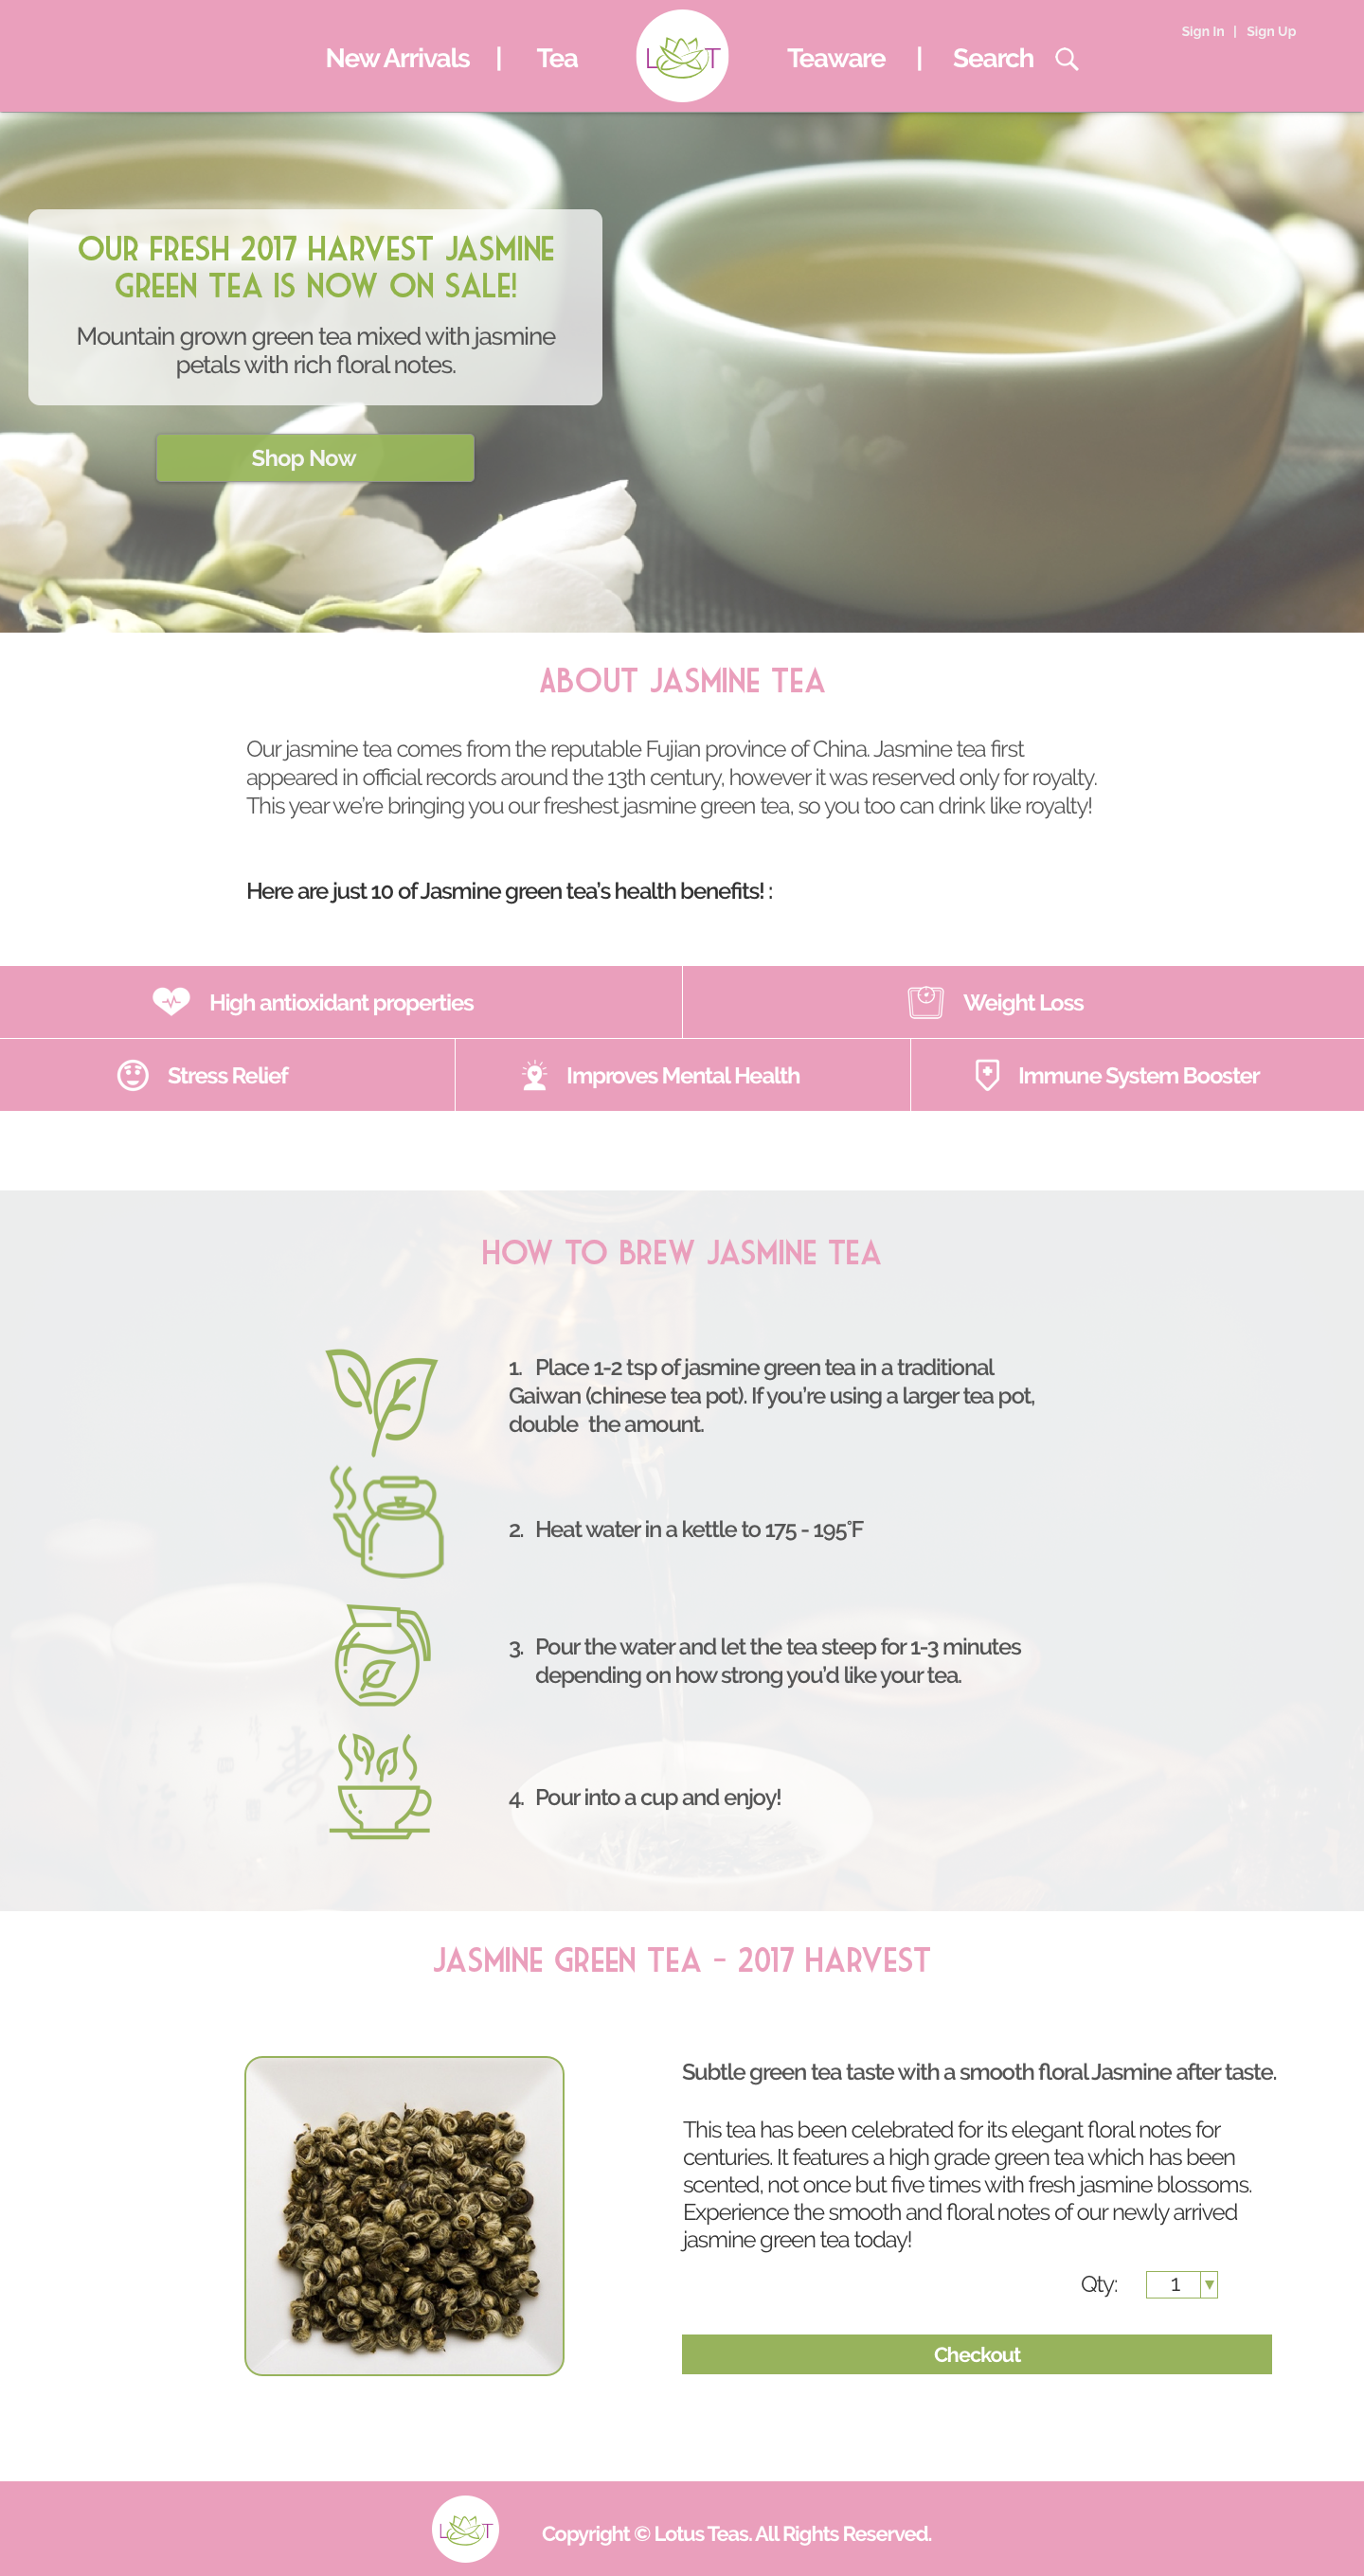 Sign In | Sign Up
New Arrivals | Tea
LOT
Teaware | Search
OUR FRESH 2017 HARVEST JASMINE
GREEN TEA IS NOW ON SALE!
Mountain grown green tea mixed with jasmine
petals with rich floral notes.
Shop Now
ABOUT JASMINE TEA
Our jasmine tea comes from the reputable Fujian province of China. Jasmine tea first
appeared in official records around the 13th century, however it was reserved only for royalty.
This year we're bringing you our freshest jasmine green tea, so you too can drink like royalty!
Here are just 10 of Jasmine green tea's health benefits! :
High antioxidant properties
Weight Loss
Stress Relief
Improves Mental Health
Immune System Booster
HOW TO BREW JASMINE TEA
1. Place 1-2 tsp of jasmine green tea in a traditional
Gaiwan (chinese tea pot). If you're using a larger tea pot,
double the amount.
2. Heat water in a kettle to 175 - 195°F
3. Pour the water and let the tea steep for 1-3 minutes
depending on how strong you'd like your tea.
4. Pour into a cup and enjoy!
寿
JASMINE GREEN TEA - 2017 HARVEST
Subtle green tea taste with a smooth floral Jasmine after taste.
This tea has been celebrated for its elegant floral notes for
centuries. It features a high grade green tea which has been
scented, not once but five times with fresh jasmine blossoms.
Experience the smooth and floral notes of our newly arrived
jasmine green tea today!
Qty: 1
Checkout
LOT
Copyright © Lotus Teas. All Rights Reserved.